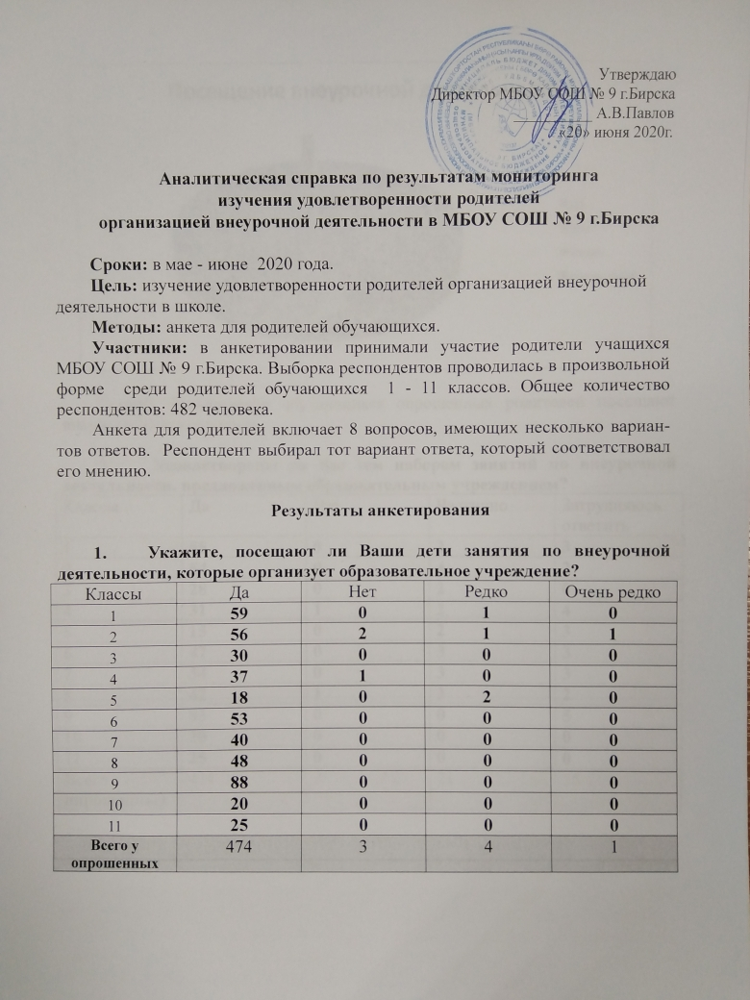 Утверждаю
Директор МБОУ СОШ № 9 г.Бирска
А.В.Павлов
«20» июня 2020г.
Аналитическая справка по результатам мониторинга
изучения удовлетворенности родителей
организацией внеурочной деятельности в МБОУ СОШ № 9 г.Бирска
Сроки: в мае - июне 2020 года.
Цель: изучение удовлетворенности родителей организацией внеурочной
деятельности в школе.
Методы: анкета для родителей обучающихся.
Участники: в анкетировании принимали участие родители учащихся
МБОУ СОШ № 9 г.Бирска. Выборка респондентов проводилась в произвольной
форме среди родителей обучающихся 1 - 11 классов. Общее количество
респондентов: 482 человека.
Анкета для родителей включает 8 вопросов, имеющих несколько вариан-
тов ответов. Респондент выбирал тот вариант ответа, который соответствовал
его мнению.
Результаты анкетирования
1. Укажите, посещают ли Ваши дети занятия по внеурочной
деятельности, которые организует образовательное учреждение?
Классы Да Нет Редко Очень редко
1 59 0 1 0
2 56 2 1 1
3 30 0 0 0
4 37 1 0 0
5 18 0 2 0
6 53 0 0 0
7 40 0 0 0
8 48 0 0 0
9 88 0 0 0
10 20 0 0 0
11 25 0 0 0
Всего у
опрошенных 474 3 4 1